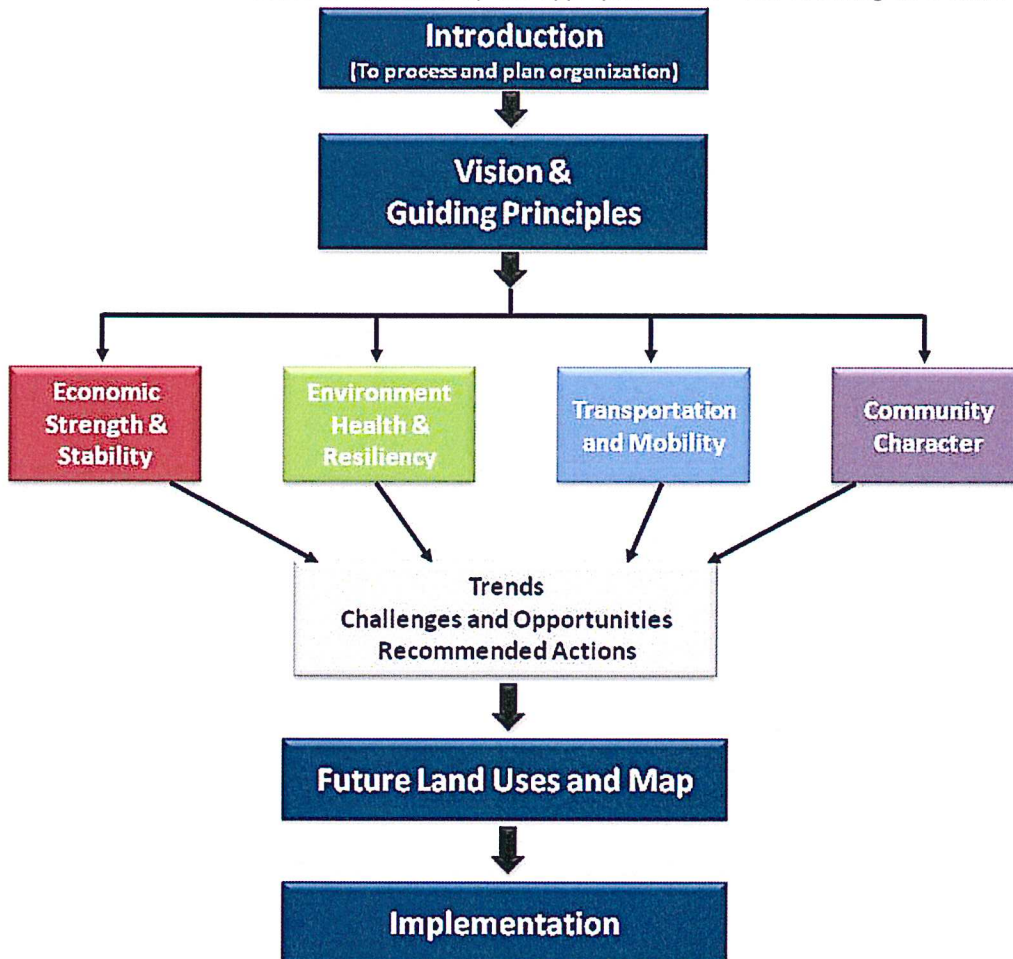 Introduction
(To process and plan organization)
Vision &
Guiding Principles
Economic
Strength &
Stability
Environment
Health &
Resiliency
Transportation
and Mobility
Community
Character
Trends
Challenges and Opportunities
Recommended Actions
Future Land Uses and Map
Implementation